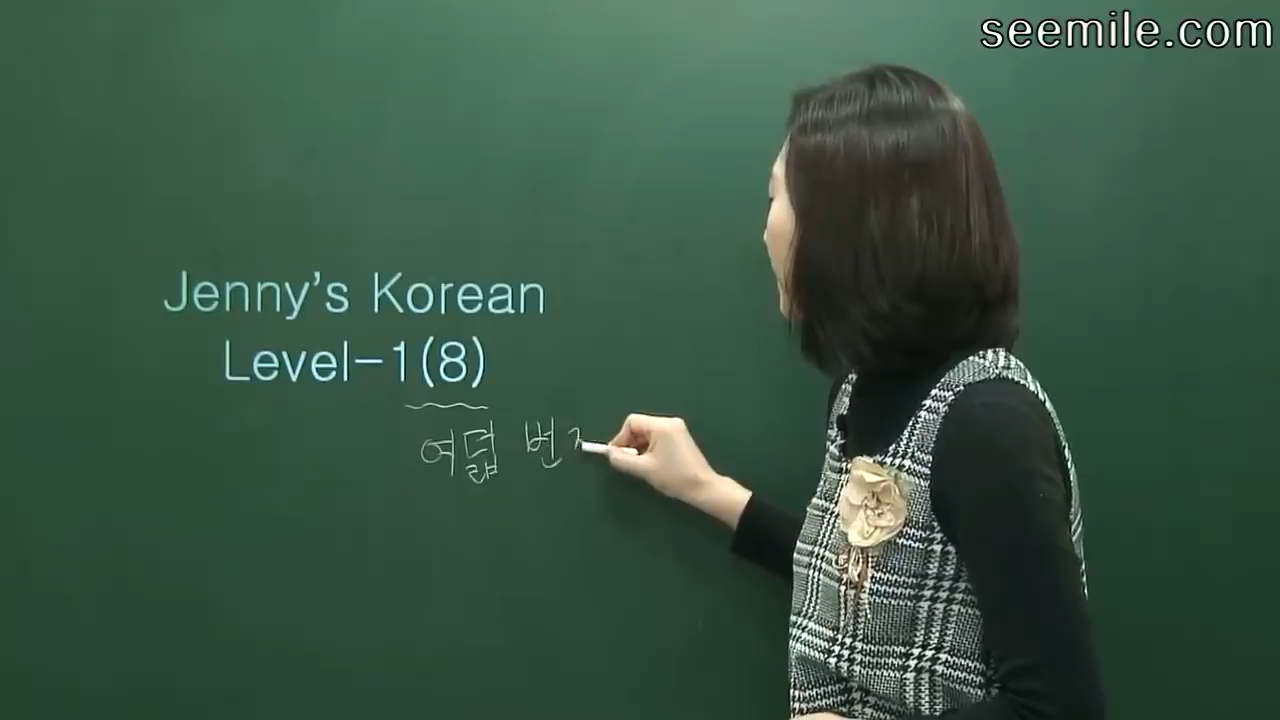 seemile.com
Jenny's Korean
Level-1(8)
여덟 번